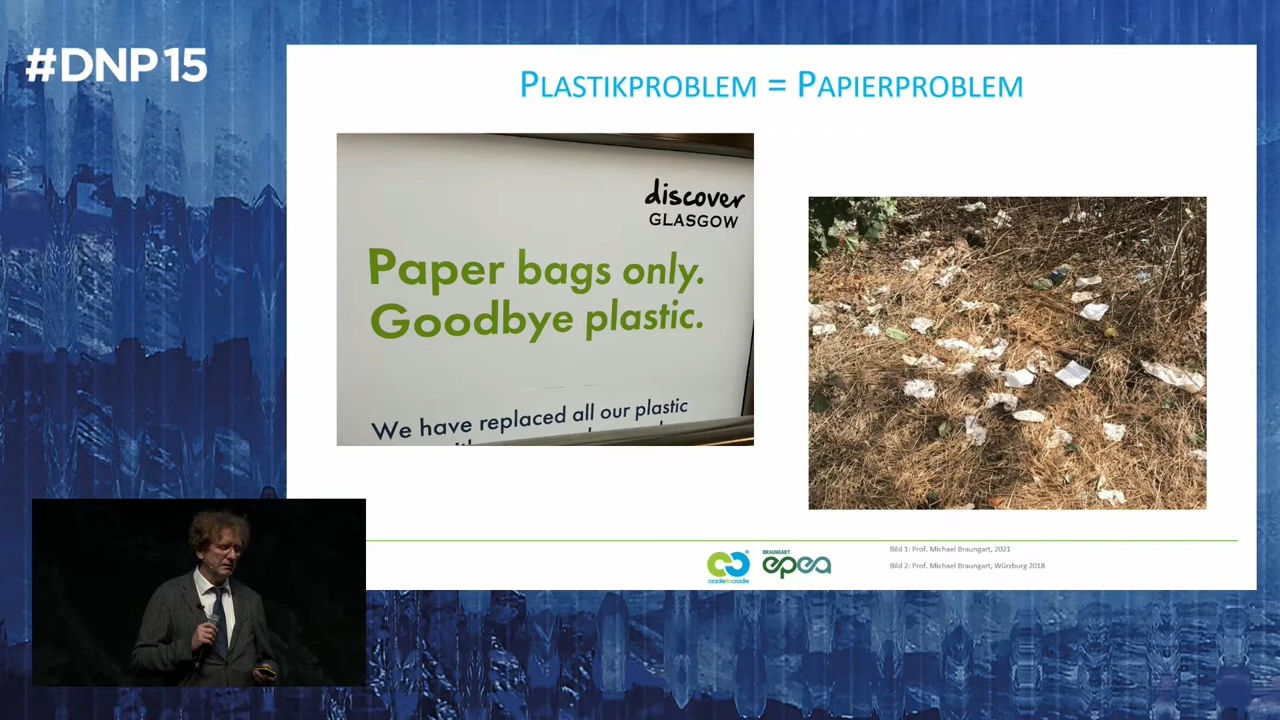 #DNP15
PLASTIKPROBLEM = PAPIERPROBLEM
discover
GLASGOW
Paper bags only.
Goodbye plastic.
We have replaced all our plastic
cradletocradle
BRAUNGART
epea
Bild 1: Prof. Michael Braungart, 2021
Bild 2: Prof. Michael Braungart, Würzburg 2018